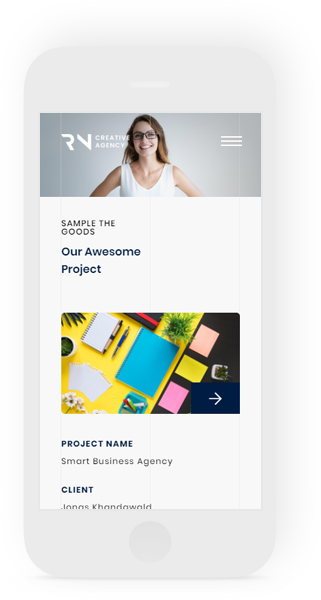 RN CREATIVE
AGENCY
SAMPLE THE
GOODS
Our Awesome
Project
PROJECT NAME
Smart Business Agency
CLIENT
Jonas Khandawald